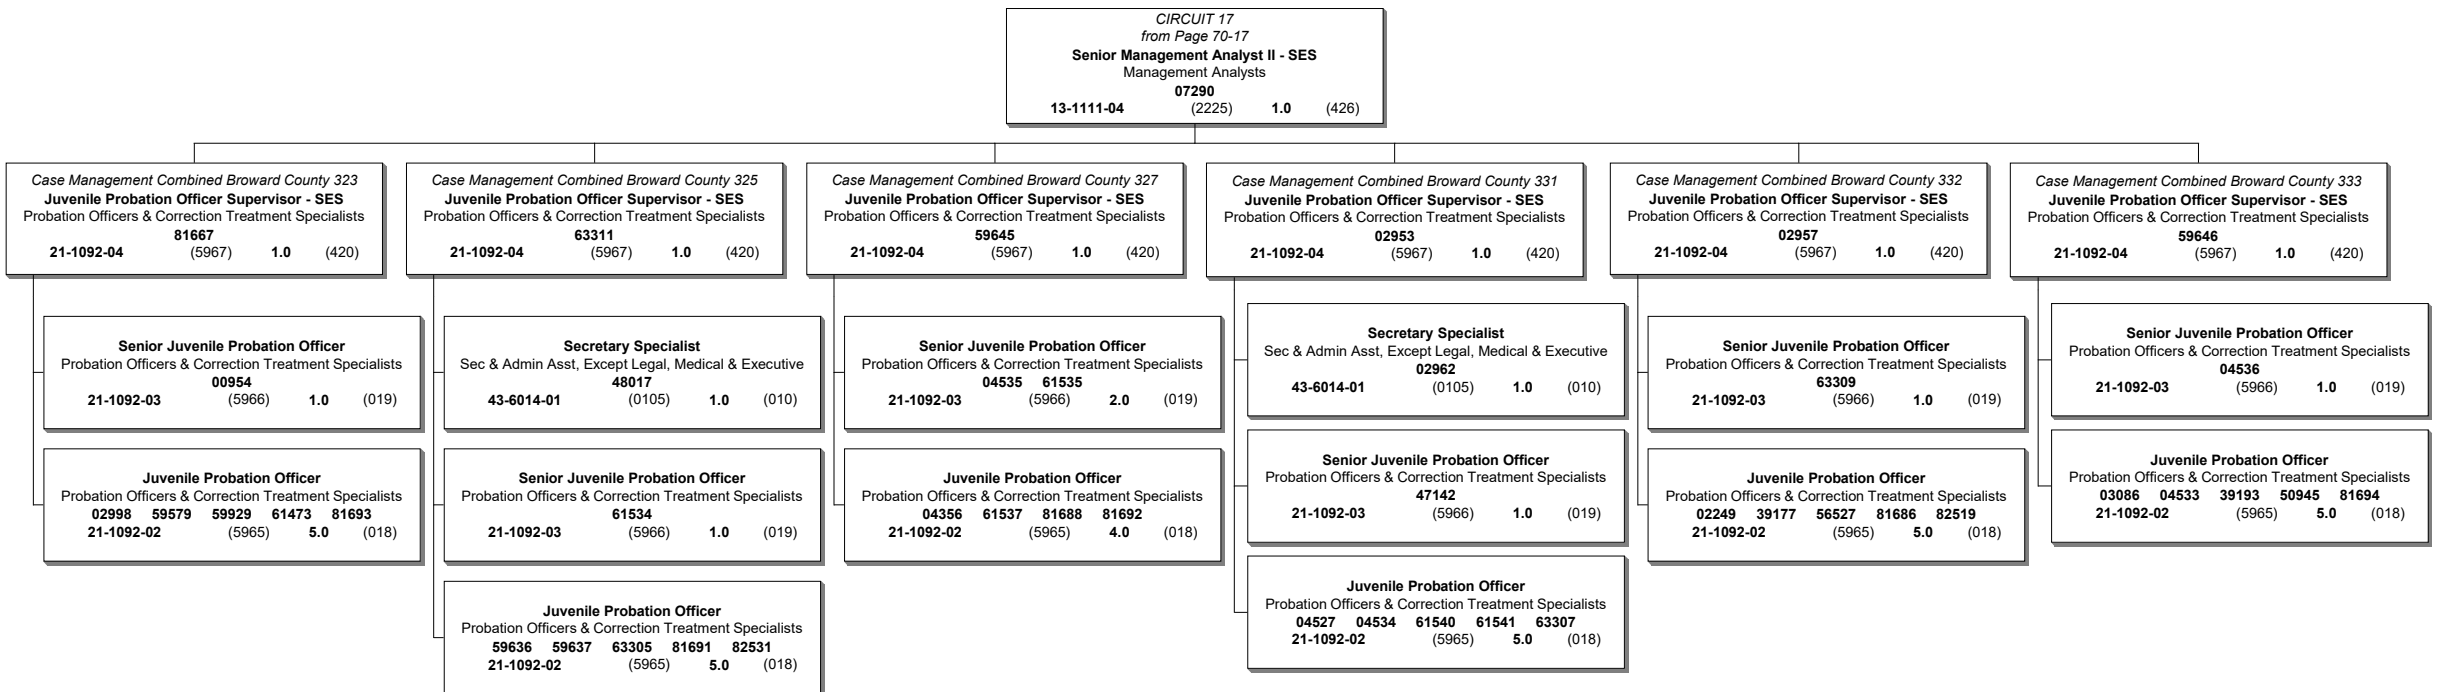 CIRCUIT 17
from Page 70-17
Senior Management Analyst II - SES
Management Analysts
07290
13-1111-04 (2225) 1.0 (426)
Case Management Combined Broward County 323
Juvenile Probation Officer Supervisor - SES
Probation Officers & Correction Treatment Specialists
81667
21-1092-04 (5967) 1.0 (420)
Case Management Combined Broward County 325
Juvenile Probation Officer Supervisor - SES
Probation Officers & Correction Treatment Specialists
63311
21-1092-04 (5967) 1.0 (420)
Case Management Combined Broward County 327
Juvenile Probation Officer Supervisor - SES
Probation Officers & Correction Treatment Specialists
59645
21-1092-04 (5967) 1.0 (420)
Case Management Combined Broward County 331
Juvenile Probation Officer Supervisor - SES
Probation Officers & Correction Treatment Specialists
02953
21-1092-04 (5967) 1.0 (420)
Case Management Combined Broward County 332
Juvenile Probation Officer Supervisor - SES
Probation Officers & Correction Treatment Specialists
02957
21-1092-04 (5967) 1.0 (420)
Case Management Combined Broward County 333
Juvenile Probation Officer Supervisor - SES
Probation Officers & Correction Treatment Specialists
59646
21-1092-04 (5967) 1.0 (420)
Senior Juvenile Probation Officer
Probation Officers & Correction Treatment Specialists
00954
21-1092-03 (5966) 1.0 (019)
Juvenile Probation Officer
Probation Officers & Correction Treatment Specialists
02998 59579 59929 61473 81693
21-1092-02 (5965) 5.0 (018)
Secretary Specialist
Sec & Admin Asst, Except Legal, Medical & Executive
48017
43-6014-01 (0105) 1.0 (010)
Senior Juvenile Probation Officer
Probation Officers & Correction Treatment Specialists
61534
21-1092-03 (5966) 1.0 (019)
Juvenile Probation Officer
Probation Officers & Correction Treatment Specialists
59636 59637 63305 81691 82531
21-1092-02 (5965) 5.0 (018)
Senior Juvenile Probation Officer
Probation Officers & Correction Treatment Specialists
04535 61535
21-1092-03 (5966) 2.0 (019)
Juvenile Probation Officer
Probation Officers & Correction Treatment Specialists
04356 61537 81688 81692
21-1092-02 (5965) 4.0 (018)
Secretary Specialist
Sec & Admin Asst, Except Legal, Medical & Executive
02962
43-6014-01 (0105) 1.0 (010)
Senior Juvenile Probation Officer
Probation Officers & Correction Treatment Specialists
47142
21-1092-03 (5966) 1.0 (019)
Juvenile Probation Officer
Probation Officers & Correction Treatment Specialists
04527 04534 61540 61541 63307
21-1092-02 (5965) 5.0 (018)
Senior Juvenile Probation Officer
Probation Officers & Correction Treatment Specialists
63309
21-1092-03 (5966) 1.0 (019)
Juvenile Probation Officer
Probation Officers & Correction Treatment Specialists
02249 39177 56527 81686 82519
21-1092-02 (5965) 5.0 (018)
Senior Juvenile Probation Officer
Probation Officers & Correction Treatment Specialists
04536
21-1092-03 (5966) 1.0 (019)
Juvenile Probation Officer
Probation Officers & Correction Treatment Specialists
03086 04533 39193 50945 81694
21-1092-02 (5965) 5.0 (018)